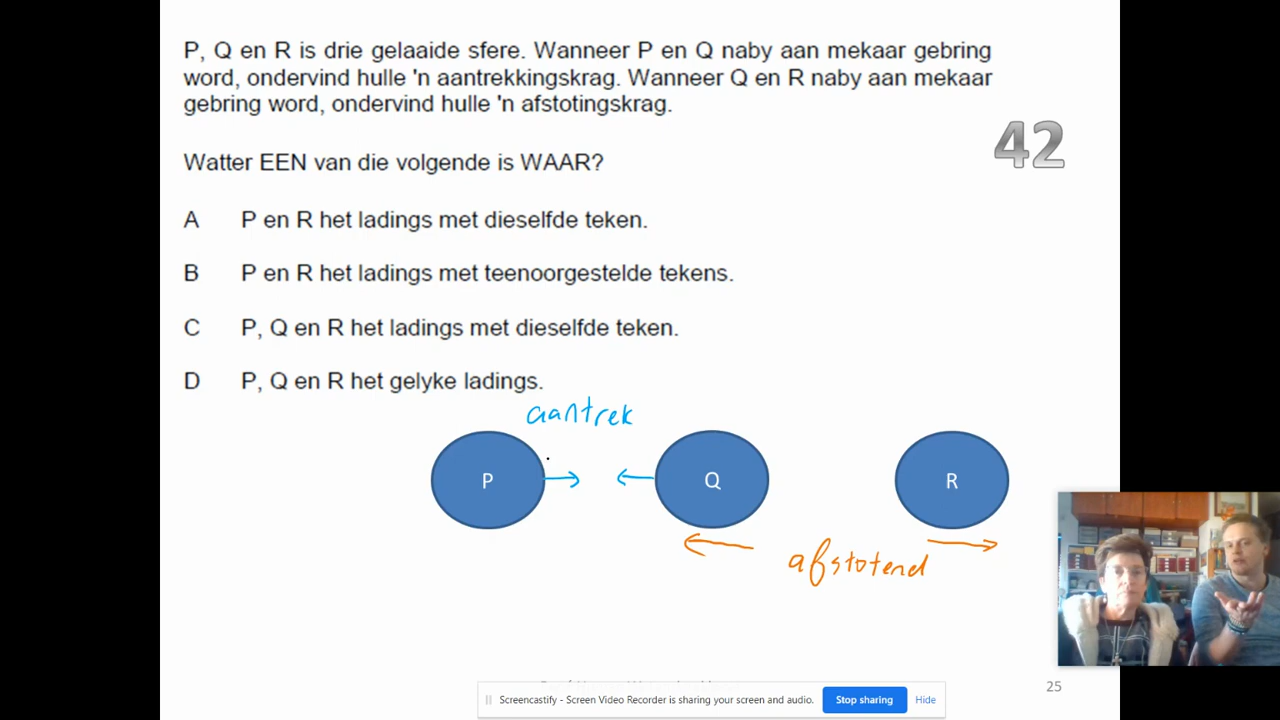 P, Q en R is drie gelaaide sfere. Wanneer P en Q naby aan mekaar gebring
word, ondervind hulle 'n aantrekkingskrag. Wanneer Q en R naby aan mekaar
gebring word, ondervind hulle 'n afstotingskrag.
42
Watter EEN van die volgende is WAAR?
A P en R het ladings met dieselfde teken.
B P en R het ladings met teenoorgestelde tekens.
C P, Q en R het ladings met dieselfde teken.
D P, Q en R het gelyke ladings.
aantrek
P Q R
afstotend
25
Screencastify - Screen Video Recorder is sharing your screen and audio. Stop sharing Hide